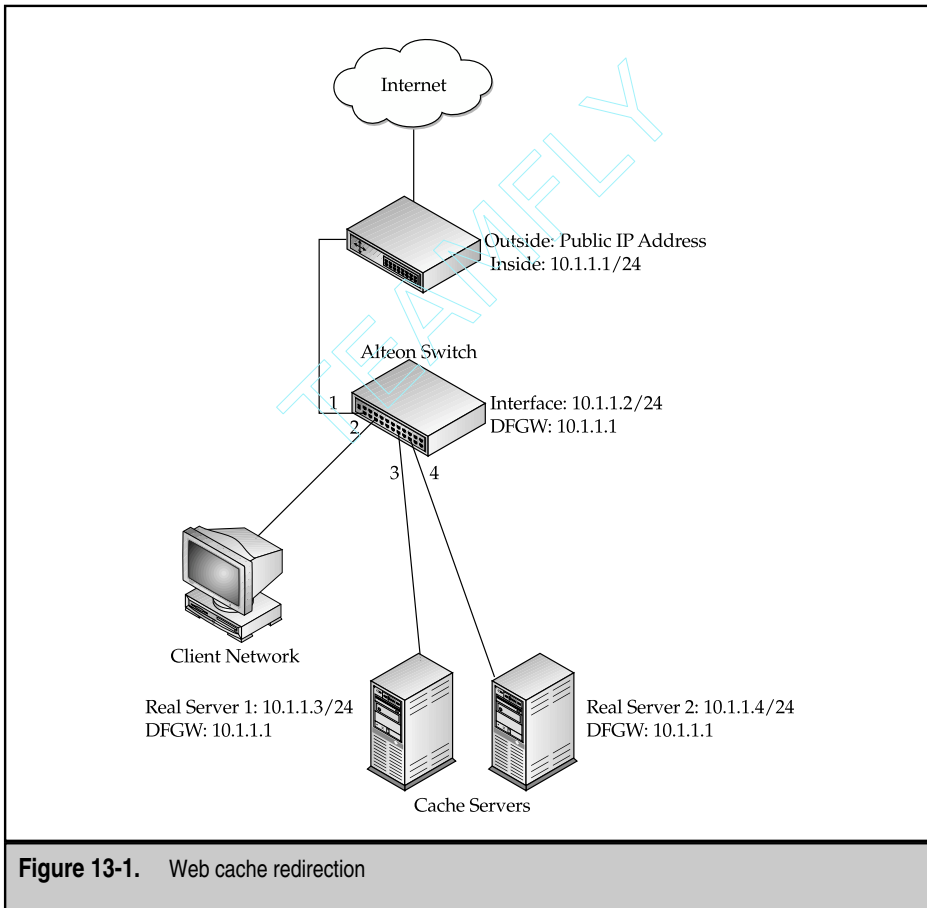 Internet
Outside: Public IP Address
Inside: 10.1.1.1/24
TEAMFLY
Alteon Switch
1
2
3
4
Interface: 10.1.1.2/24
DFGW: 10.1.1.1
Client Network
Real Server 1: 10.1.1.3/24
DFGW: 10.1.1.1
Real Server 2: 10.1.1.4/24
DFGW: 10.1.1.1
Cache Servers
Figure 13-1. Web cache redirection